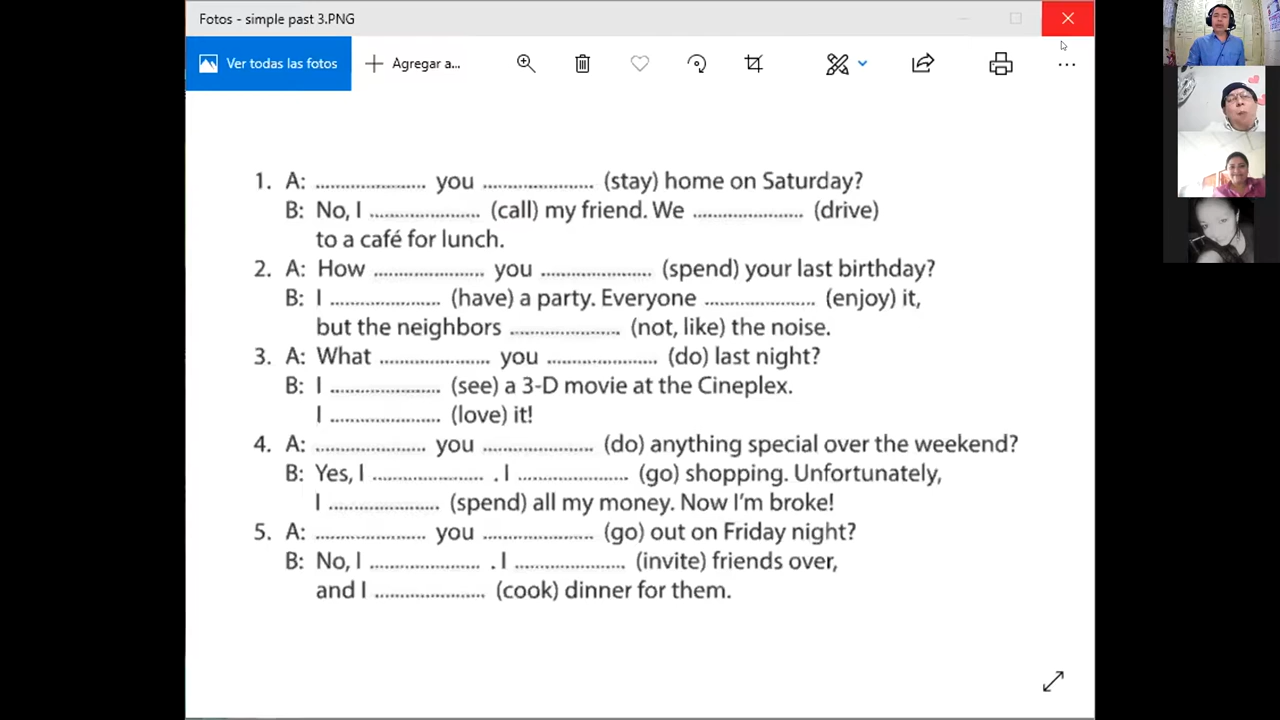 Fotos - simple past 3.PNG
Ver todas las fotos
Agregar a...
1. A: ...................... you ...................... (stay) home on Saturday?
B: No, I ...................... (call) my friend. We ...................... (drive)
to a café for lunch.
2. A: How ...................... you ...................... (spend) your last birthday?
B: I ...................... (have) a party. Everyone ...................... (enjoy) it,
but the neighbors ...................... (not, like) the noise.
3. A: What ...................... you ...................... (do) last night?
B: I ...................... (see) a 3-D movie at the Cineplex.
I ...................... (love) it!
4. A: ...................... you ...................... (do) anything special over the weekend?
B: Yes, I ...................... . I ...................... (go) shopping. Unfortunately,
I ...................... (spend) all my money. Now I'm broke!
5. A: ...................... you ...................... (go) out on Friday night?
B: No, I ...................... . I ...................... (invite) friends over,
and I ...................... (cook) dinner for them.